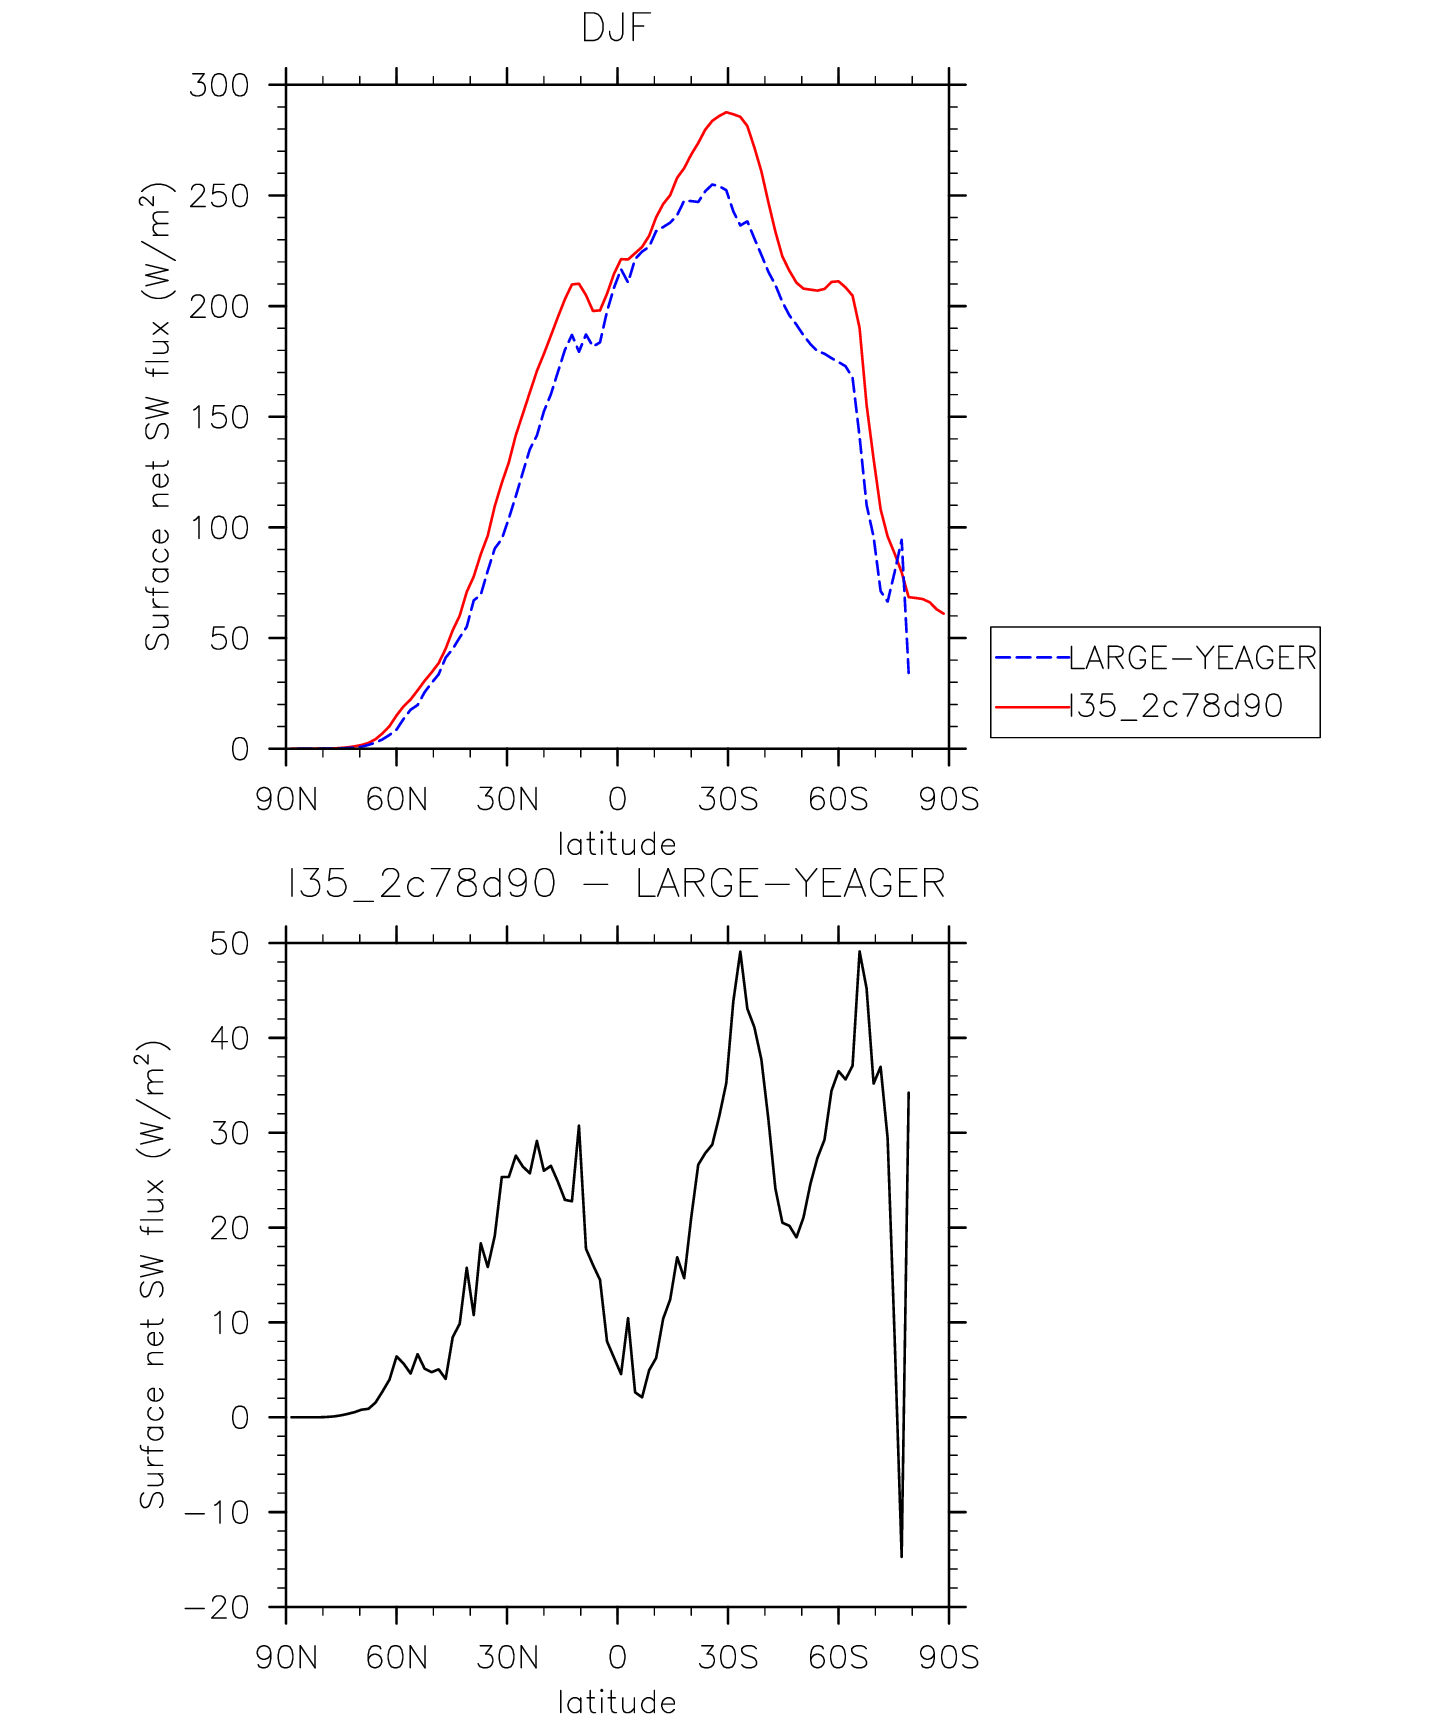 DJF
Surface net SW flux (W/m²)
300
250
200
150
100
50
0
90N 60N 30N 0 30S 60S 90S
latitude
LARGE−YEAGER
I35_2c78d90
I35_2c78d90 − LARGE−YEAGER
Surface net SW flux (W/m²)
50
40
30
20
10
0
−10
−20
90N 60N 30N 0 30S 60S 90S
latitude